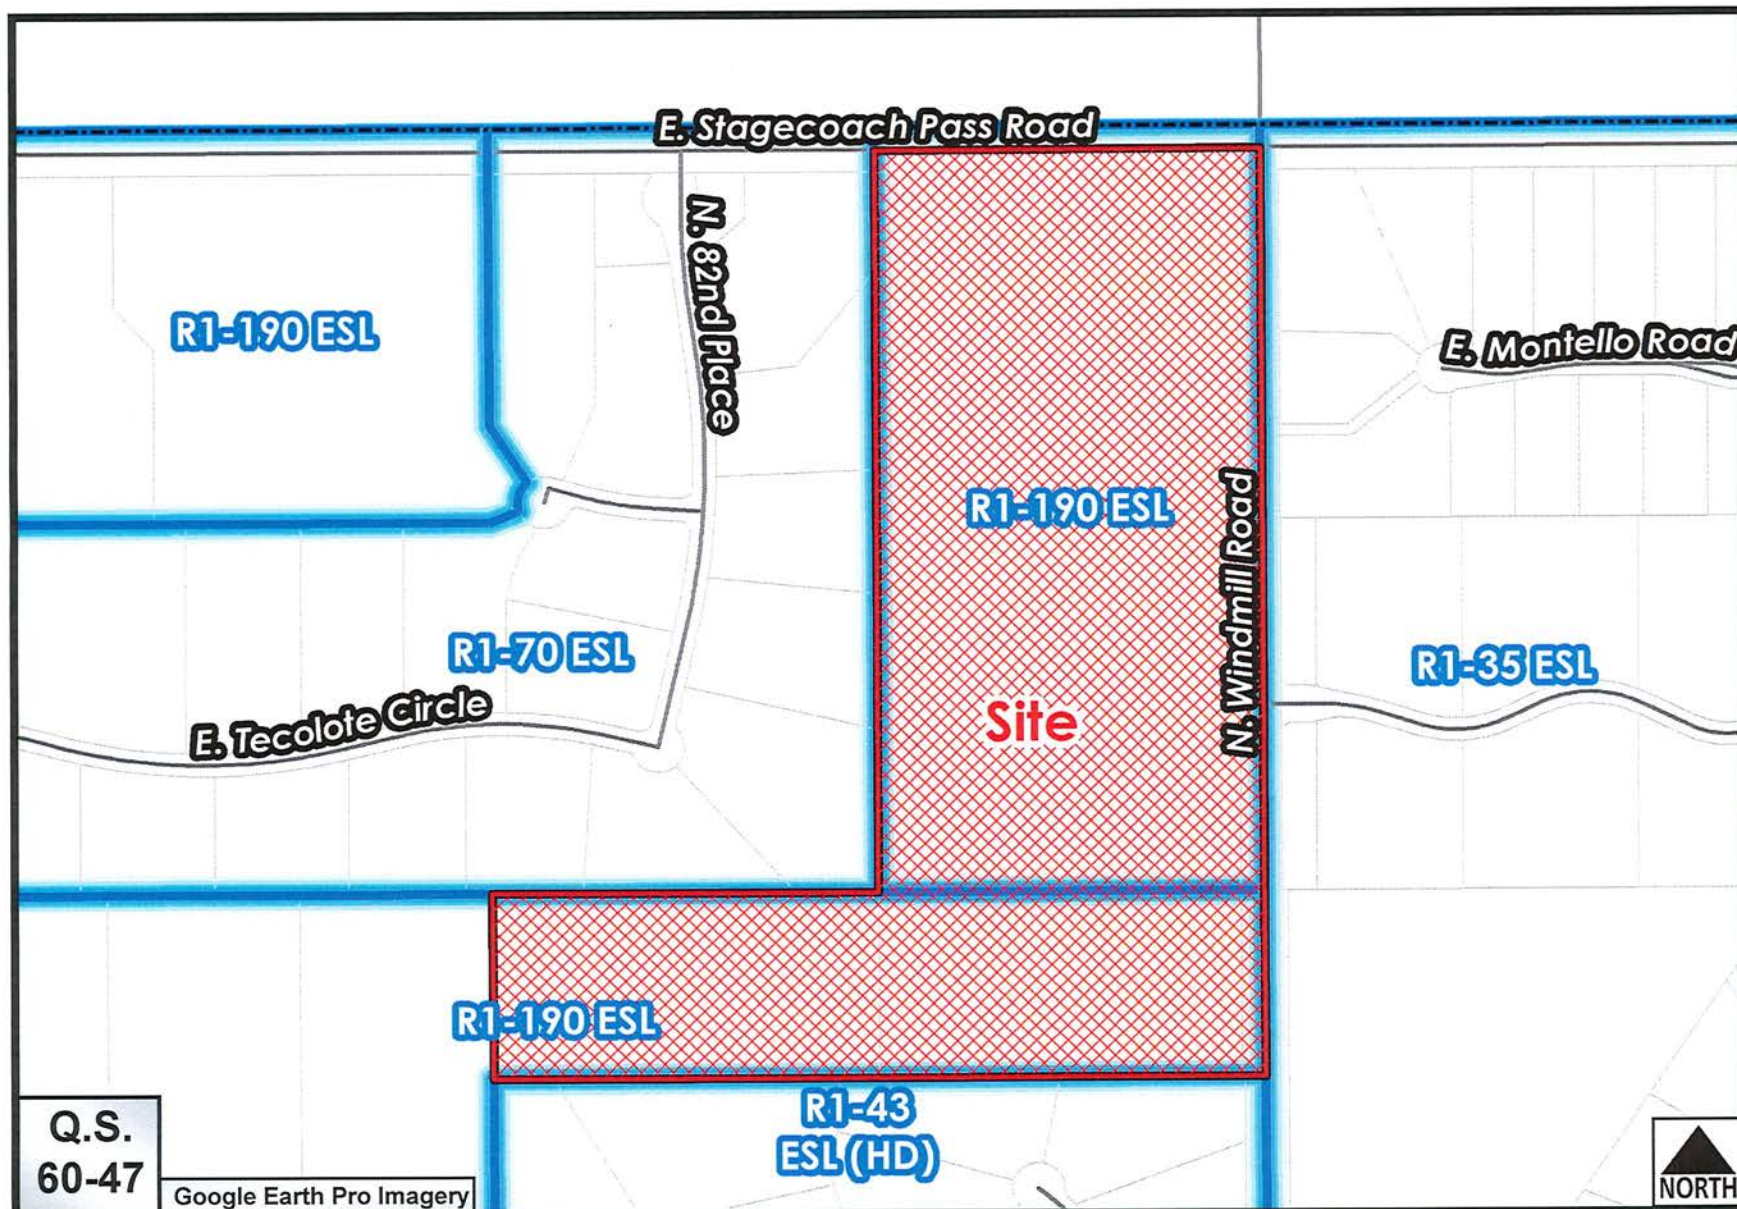 E. Stagecoach Pass Road
N. 82nd Place
R1-190 ESL
E. Montello Road
R1-190 ESL
N. Windmill Road
R1-70 ESL
R1-35 ESL
E. Tecolote Circle
Site
R1-190 ESL
R1-43
ESL (HD)
Q.S.
60-47
Google Earth Pro Imagery
NORTH